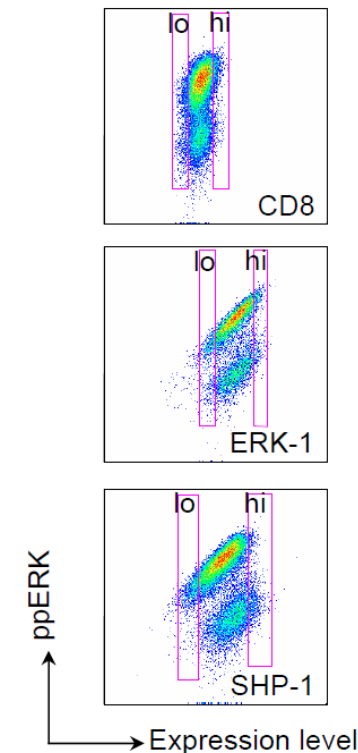 lo hi
CD8
lo hi
ERK-1
lo hi
SHP-1
ppERK
Expression level